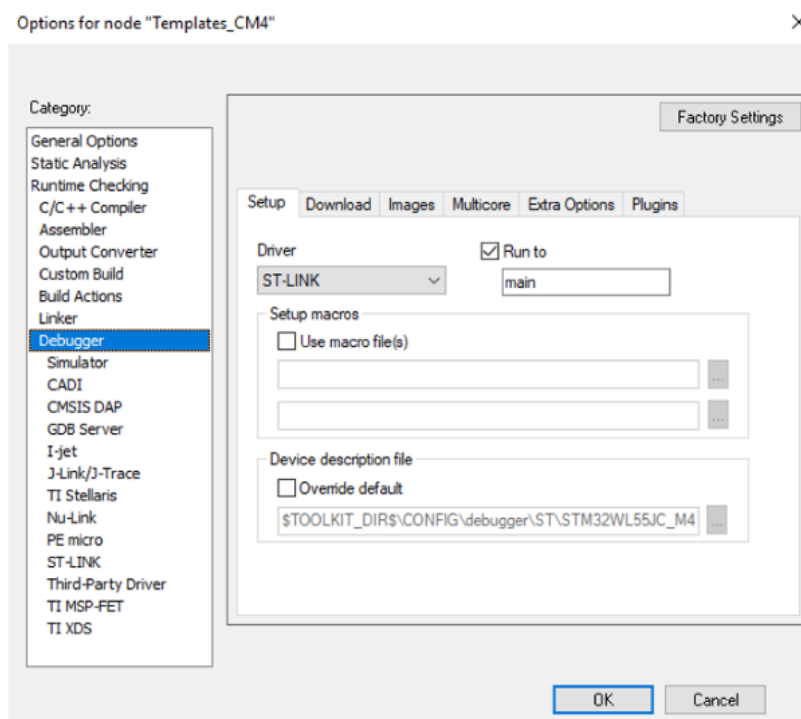 Options for node "Templates_CM4"
Category:
Factory Settings
General Options
Static Analysis
Runtime Checking
C/C++ Compiler
Assembler
Output Converter
Custom Build
Build Actions
Linker
Debugger
Simulator
CADI
CMSIS DAP
GDB Server
I-jet
J-Link/J-Trace
TI Stellaris
Nu-Link
PE micro
ST-LINK
Third-Party Driver
TI MSP-FET
TI XDS
Setup Download Images Multicore Extra Options Plugins
Driver
Run to
ST-LINK
main
Setup macros
Use macro file(s)
...
...
Device description file
Override default
$TOOLKIT_DIR$\CONFIG\debugger\ST\STM32WL55JC_M4
...
OK Cancel